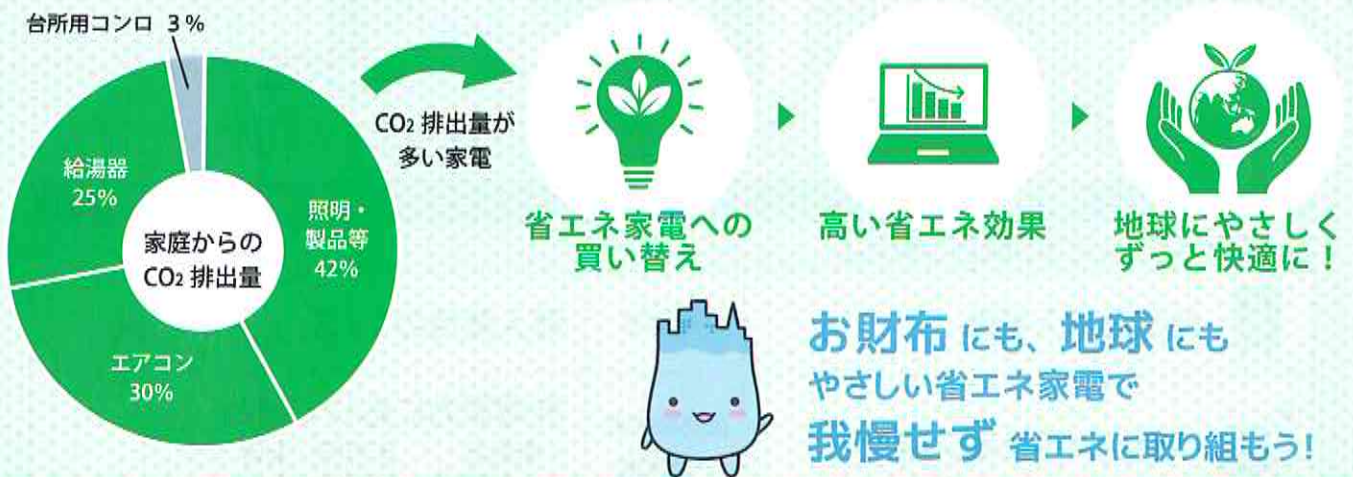 台所用コンロ 3%
給湯器
25%
照明・
製品等
42%
家庭からの
CO₂ 排出量
エアコン
30%
CO₂ 排出量が
多い家電
省エネ家電への
買い替え
高い省エネ効果
地球にやさしく
ずっと快適に！
お財布 にも、地球 にも
やさしい省エネ家電で
我慢せず 省エネに取り組もう!